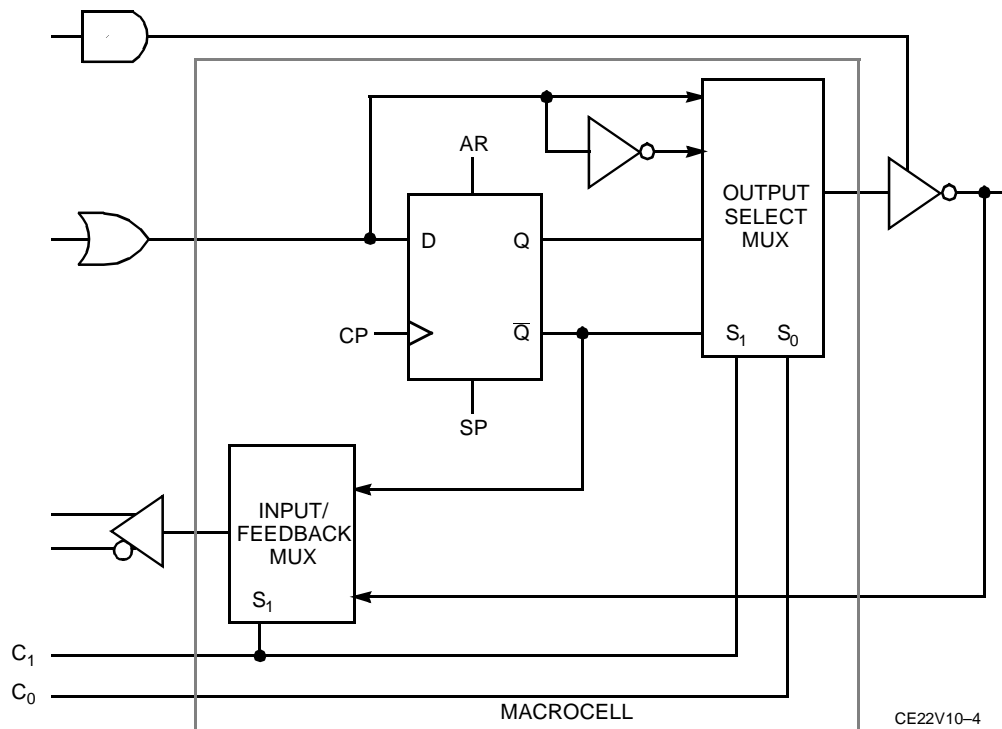 AR
OUTPUT
SELECT
MUX
D
Q
CP
Q̅
S₁
S₀
SP
INPUT/
FEEDBACK
MUX
S₁
C₁
C₀
MACROCELL
CE22V10–4